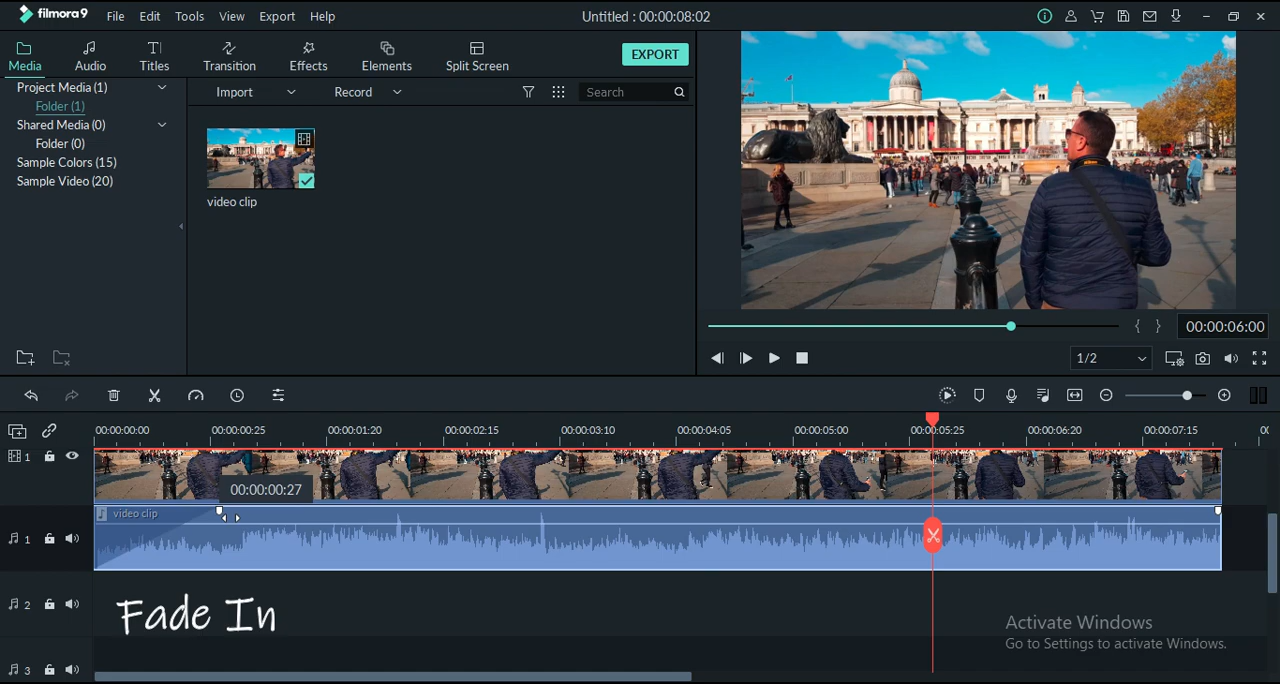 filmora9 File Edit Tools View Export Help Untitled : 00:00:08:02
Media Audio Titles Transition Effects Elements Split Screen EXPORT
Project Media (1)
Folder (1)
Shared Media (0)
Folder (0)
Sample Colors (15)
Sample Video (20)
Import Record Search
video clip
00:00:06:00
1/2
00:00:00:00 00:00:00:25 00:00:01:20 00:00:02:15 00:00:03:10 00:00:04:05 00:00:05:00 00:00:05:25 00:00:06:20 00:00:07:15
1
00:00:00:27
video clip
1
2
Fade In
3
Activate Windows
Go to Settings to activate Windows.